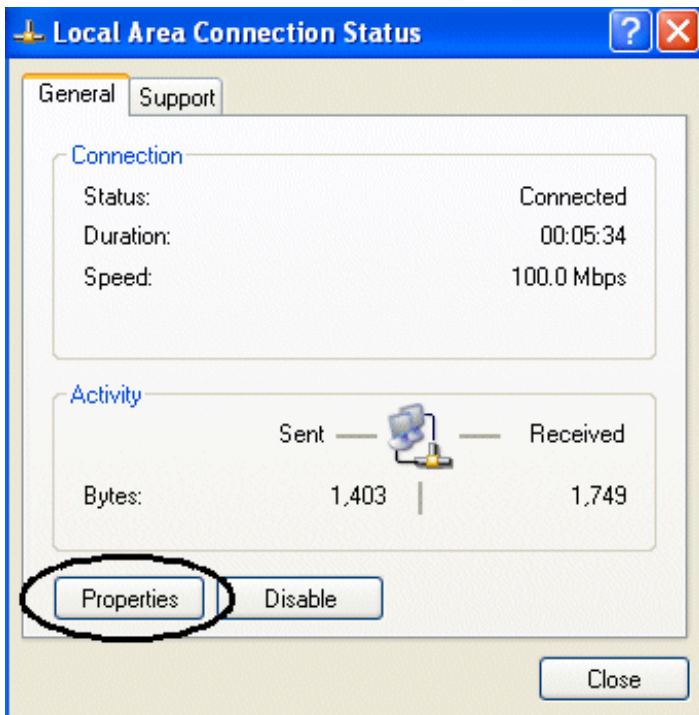 Local Area Connection Status
General Support
Connection
Status: Connected
Duration: 00:05:34
Speed: 100.0 Mbps
Activity
Sent Received
Bytes: 1,403 1,749
Properties Disable
Close